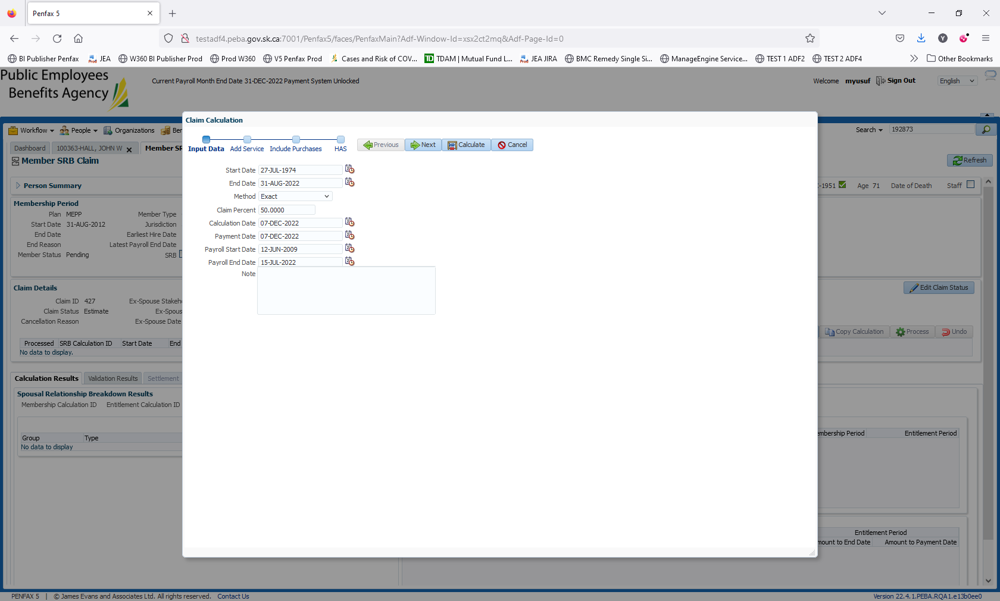 Penfax 5
testadf4.peba.gov.sk.ca:7001/Penfax5/faces/PenfaxMain?Adf-Window-Id=xsx2ct2mq&Adf-Page-Id=0
BI Publisher Penfax JEA W360 BI Publisher Prod Prod W360 V5 Penfax Prod Cases and Risk of COV... TD TDAM | Mutual Fund L... JEA JIRA BMC Remedy Single Si... ManageEngine Service... TEST 1 ADF2 TEST 2 ADF4 Other Bookmarks
Public Employees
Benefits Agency
Current Payroll Month End Date 31-DEC-2022 Payment System Unlocked
Welcome myusuf Sign Out English
Workflow People Organizations Ber
Search 192873
Dashboard 100363-HALL, JOHN W Member SR
Member SRB Claim
Refresh
Person Summary
-1951 Age 71 Date of Death Staff
Membership Period
Plan MEPP Member Type
Start Date 31-AUG-2012 Jurisdiction
End Date Earliest Hire Date
End Reason Latest Payroll End Date
Member Status Pending SRB
Claim Details
Edit Claim Status
Claim ID 427 Ex-Spouse Stakeh
Claim Status Estimate Ex-Spous
Cancellation Reason Ex-Spouse Date
Copy Calculation Process Undo
Processed SRB Calculation ID Start Date End
No data to display.
Calculation Results Validation Results Settlement
Spousal Relationship Breakdown Results
Membership Calculation ID Entitlement Calculation ID
Group Type
No data to display
embership Period Entitlement Period
Entitlement Period
mount to End Date Amount to Payment Date
Claim Calculation
Input Data Add Service Include Purchases HAS
Previous Next Calculate Cancel
Start Date 27-JUL-1974
End Date 31-AUG-2022
Method Exact
Claim Percent 50.0000
Calculation Date 07-DEC-2022
Payment Date 07-DEC-2022
Payroll Start Date 12-JUN-2009
Payroll End Date 15-JUL-2022
Note
PENFAX 5 | © James Evans and Associates Ltd. All rights reserved. Contact Us
Version 22.4.1.PEBA.RQA1.e13b0ee0